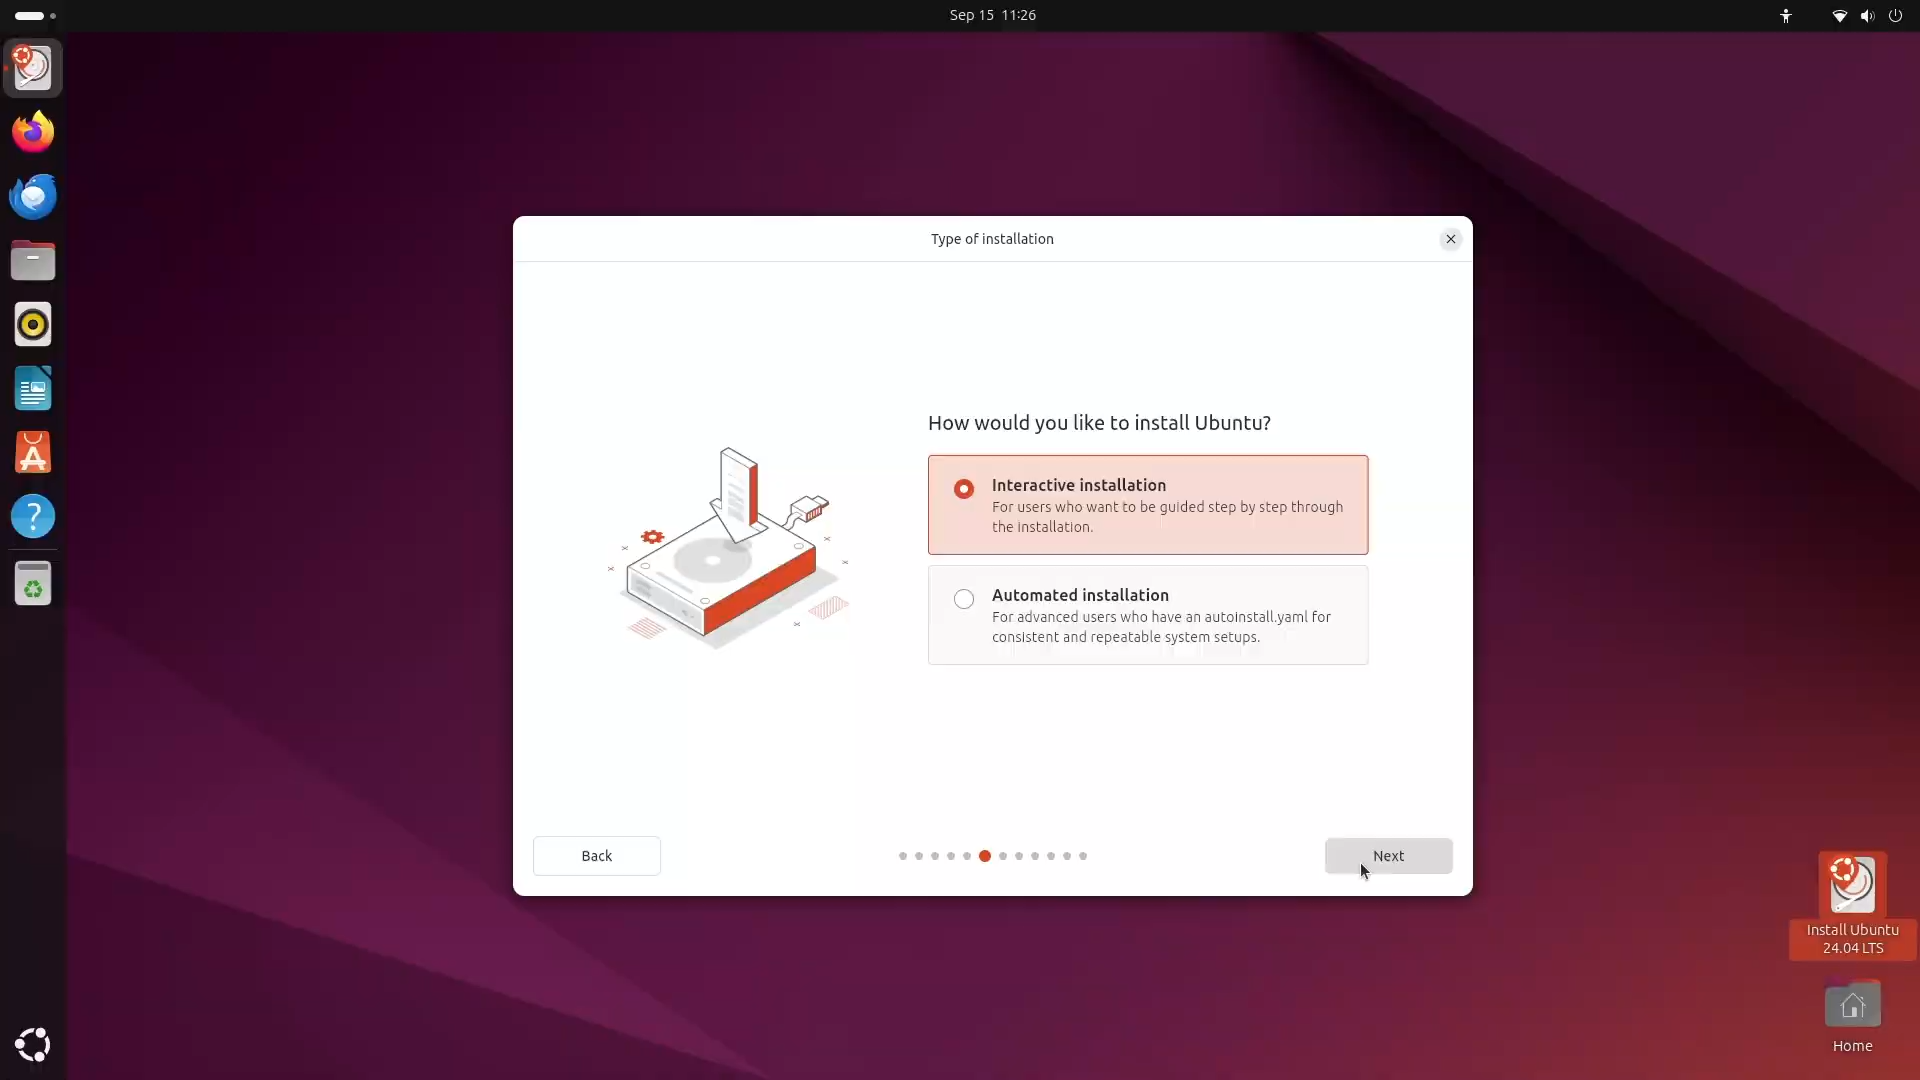 Sep 15 11:26
Type of installation
How would you like to install Ubuntu?
Interactive installation
For users who want to be guided step by step through
the installation.
Automated installation
For advanced users who have an autoinstall.yaml for
consistent and repeatable system setups.
Back
Next
Install Ubuntu
24.04 LTS
Home